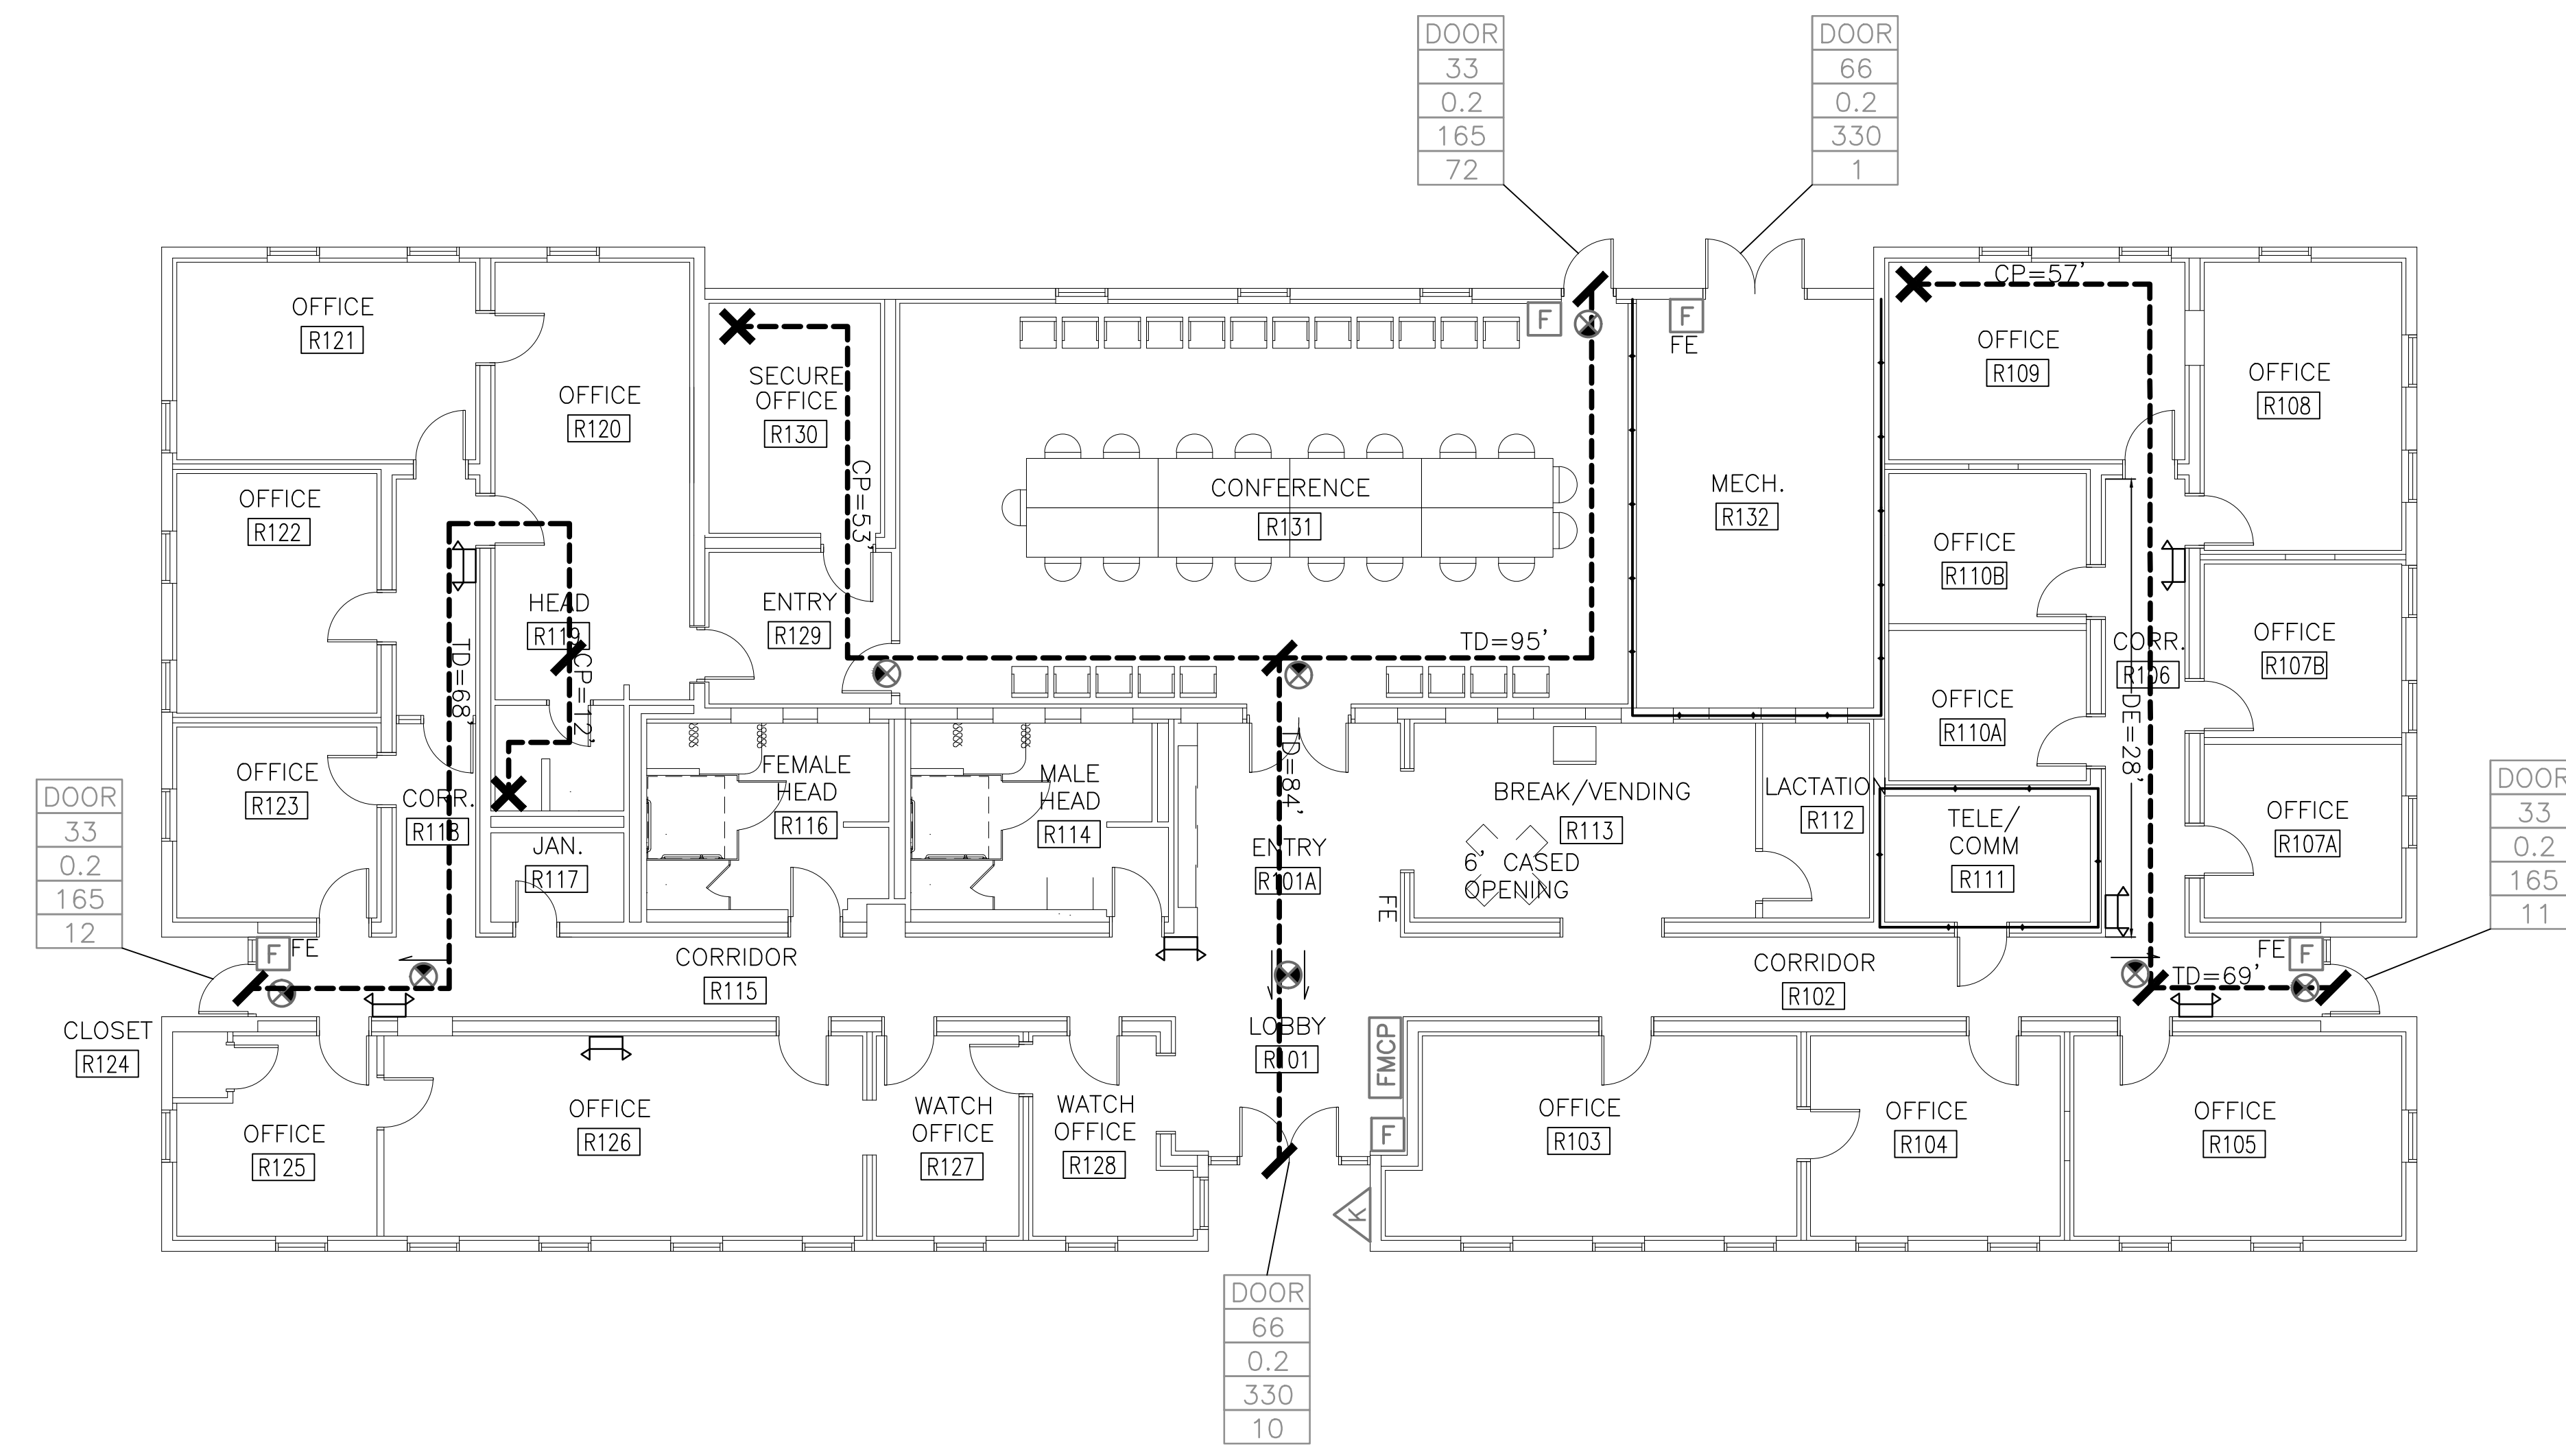 DOOR
33
0.2
165
72
DOOR
66
0.2
330
1
OFFICE
R121
OFFICE
R120
SECURE
OFFICE
R130
CP=53'
F
F
FE
CP=57'
OFFICE
R109
OFFICE
R108
OFFICE
R122
CONFERENCE
R131
MECH.
R132
OFFICE
R110B
HEAD
R119
CP=12'
TD=68'
ENTRY
R129
TD=95'
CORR.
R106
DE=28'
OFFICE
R107B
OFFICE
R110A
DOOR
33
0.2
165
12
OFFICE
R123
CORR.
R118
JAN.
R117
FEMALE
HEAD
R116
MALE
HEAD
R114
TD=84'
ENTRY
R101A
BREAK/VENDING
R113
6' CASED
OPENING
FE
LACTATION
R112
TELE/
COMM
R111
OFFICE
R107A
DOOR
33
0.2
165
11
F
FE
CORRIDOR
R115
CORRIDOR
R102
TD=69'
FE
F
CLOSET
R124
LOBBY
R101
FMCP
F
K
OFFICE
R125
OFFICE
R126
WATCH
OFFICE
R127
WATCH
OFFICE
R128
OFFICE
R103
OFFICE
R104
OFFICE
R105
DOOR
66
0.2
330
10